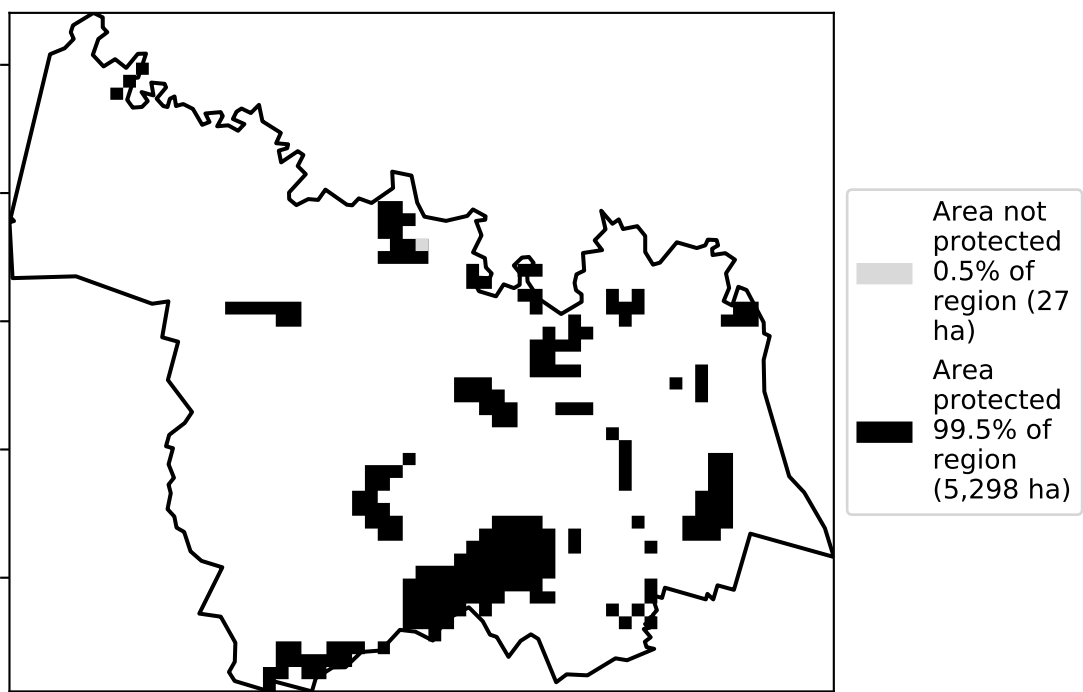 Area not
protected
0.5% of
region (27
ha)
Area
protected
99.5% of
region
(5,298 ha)